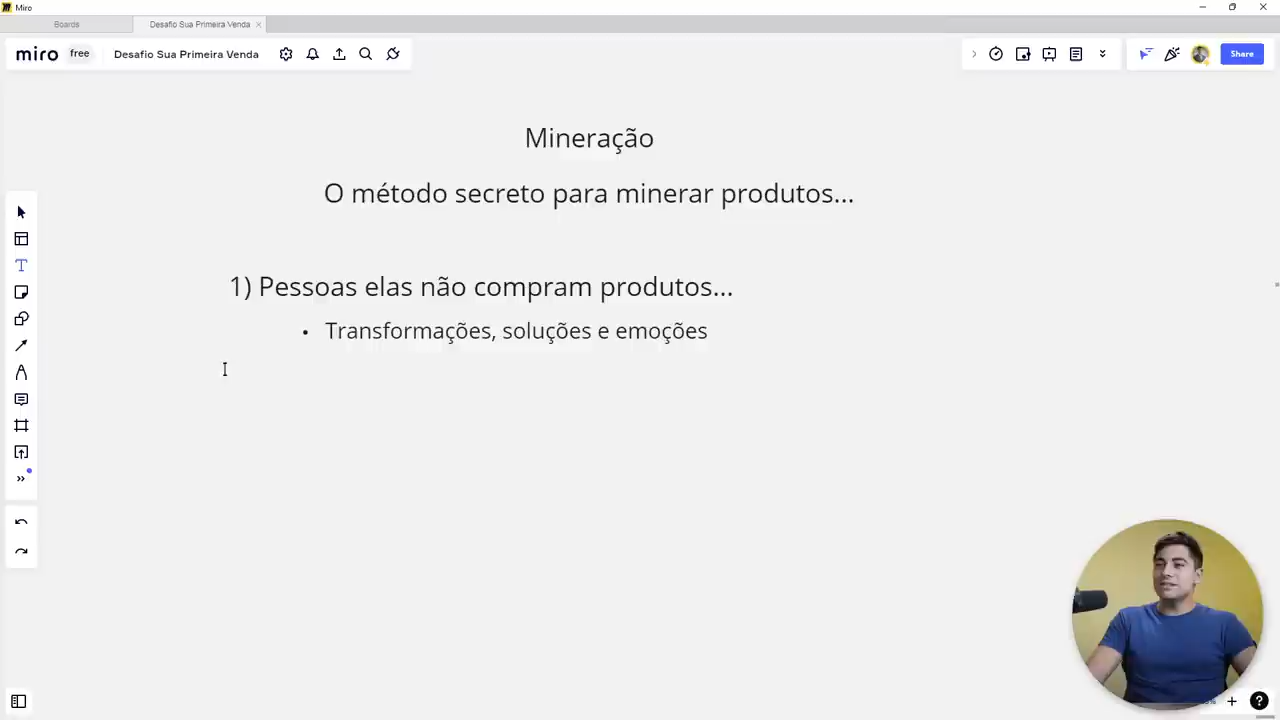 Miro
Boards
Desafio Sua Primeira Venda
miro free Desafio Sua Primeira Venda
Share
Mineração
O método secreto para minerar produtos...
1) Pessoas elas não compram produtos...
• Transformações, soluções e emoções